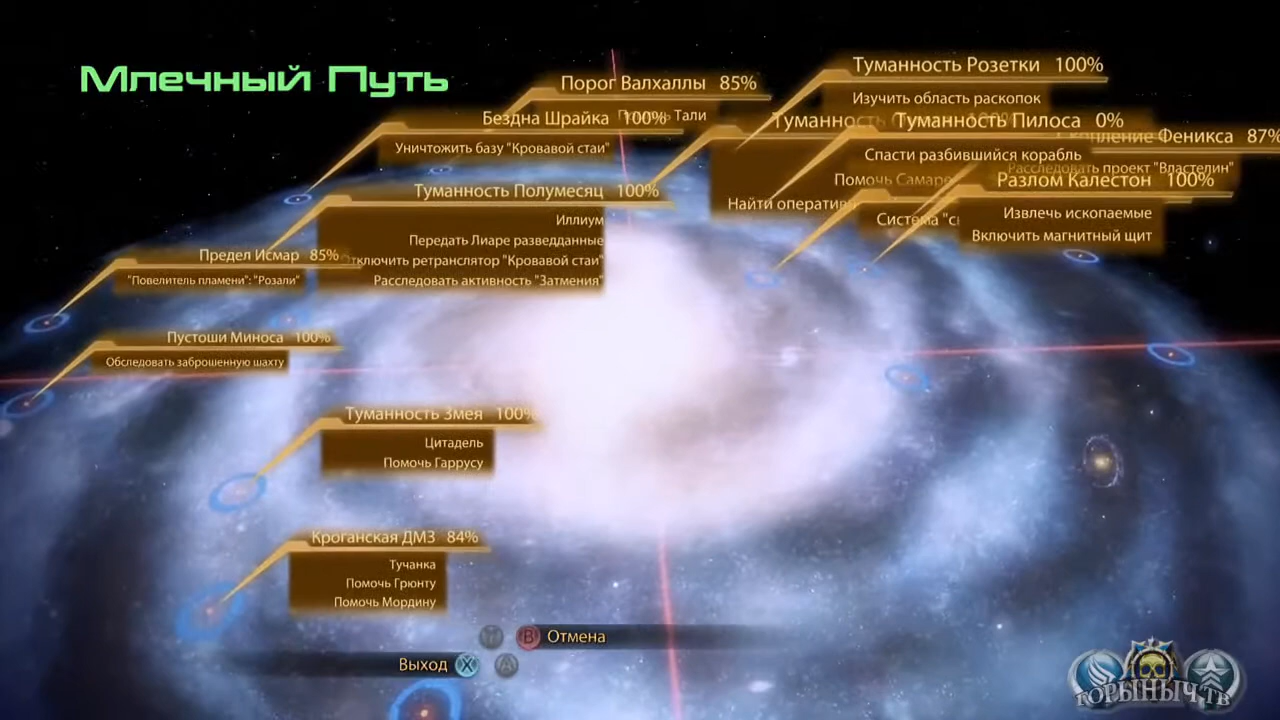 Млечный Путь
Порог Валхаллы 85%
Тали
Бездна Шрайка 100%
Уничтожить базу "Кровавой стаи"
Туманность Розетки 100%
Изучить область раскопок
Туманность
Найти
Туманность Пилоса 0%
Спасти разбившийся корабль
Помочь Самаре
Феникса 87%
проект "Властелин"
Система
Разлом Калестон 100%
Извлечь ископаемые
Включить магнитный щит
Туманность Полумесяц 100%
Иллиум
Передать Лиаре разведданные
ретранслятор "Кровавой стаи"
Расследовать активность "Затмения"
Предел Исмар 85%
"Повелитель пламени": "Розали"
Пустоши Миноса 100%
Обследовать заброшенную шахту
Туманность Змея 100%
Цитадель
Помочь Гаррусу
Кроганская ДМЗ 84%
Тучанка
Помочь Грюнту
Помочь Мордину
Y B Отмена
Выход X A
ГОРЫНЫЧ.ТВ